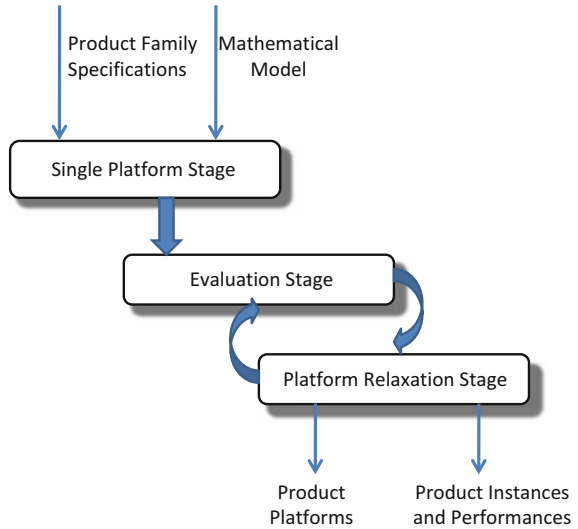 Product Family
Specifications
Mathematical
Model
Single Platform Stage
Evaluation Stage
Platform Relaxation Stage
Product
Platforms
Product Instances
and Performances